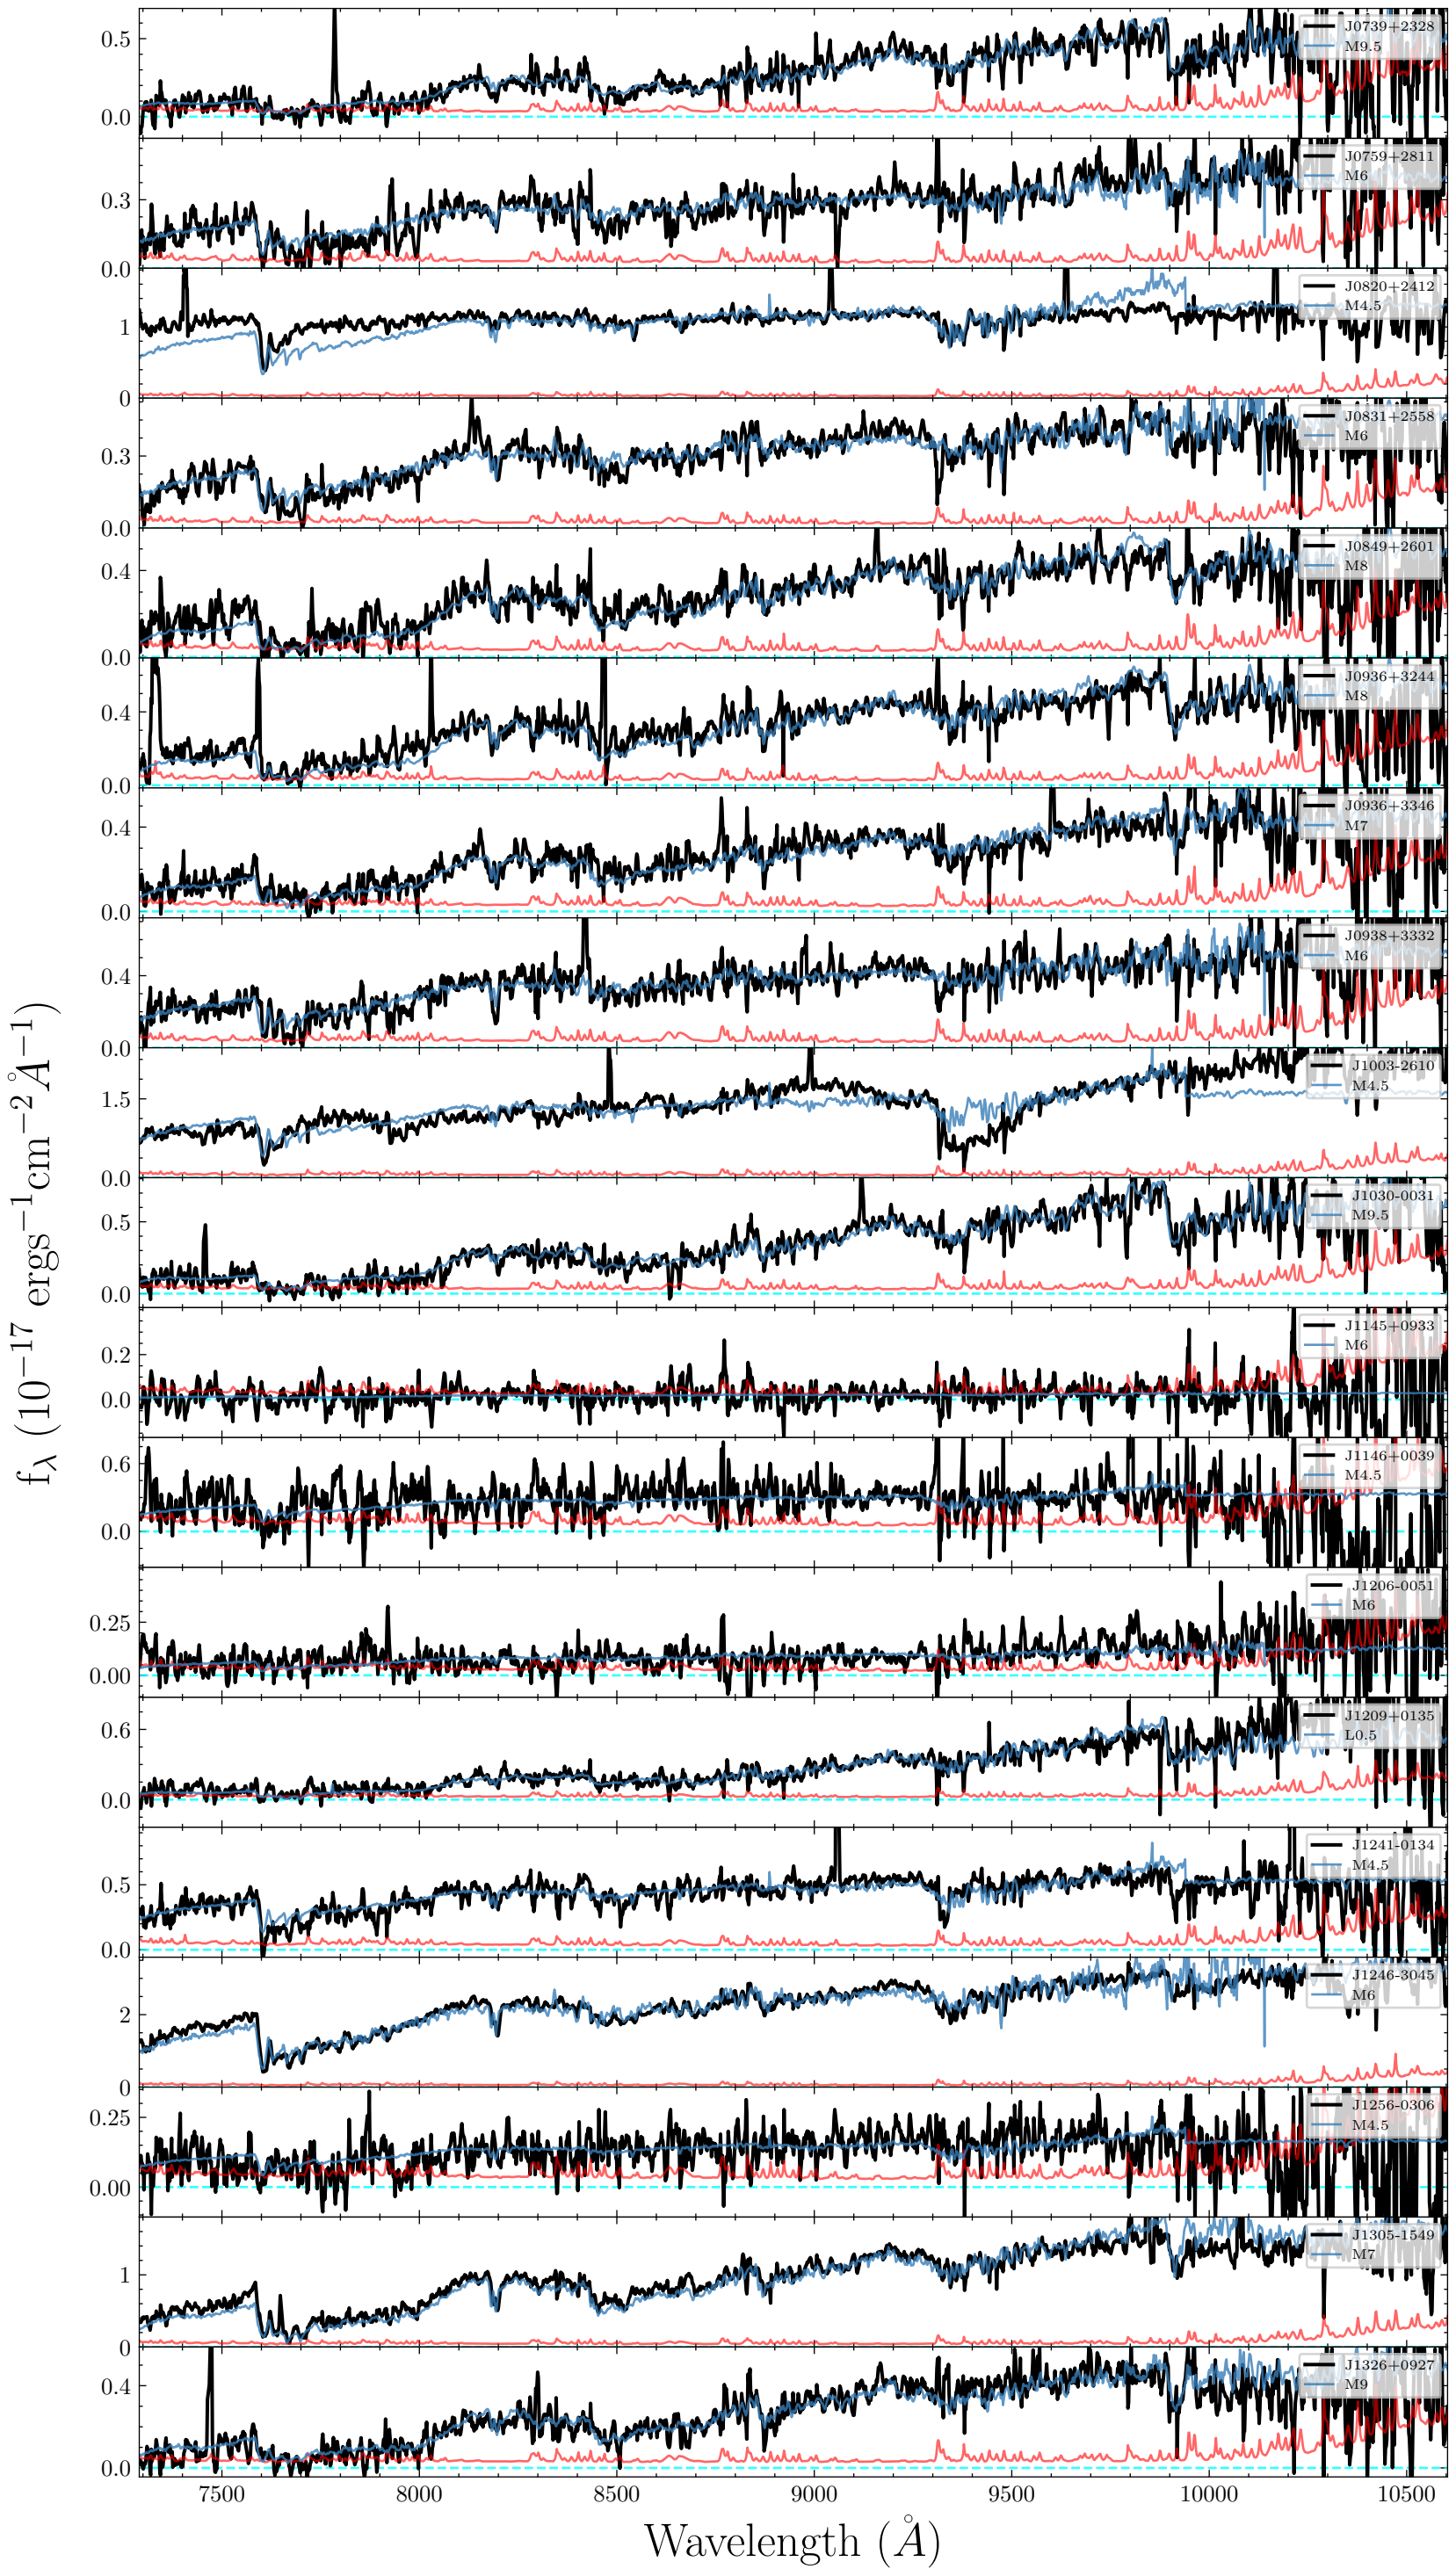 f_λ (10^−17 ergs^−1cm^−2Å−1)
0.5
0.0
J0739+2328
M9.5
0.3
0.0
J0759+2811
M6
1
0
J0820+2412
M4.5
0.3
0.0
J0831+2558
M6
0.4
0.0
J0849+2601
M8
0.4
0.0
J0936+3244
M8
0.4
0.0
J0936+3346
M7
0.4
0.0
J0938+3332
M6
1.5
0.0
J1003-2610
M4.5
0.5
0.0
J1030-0031
M9.5
0.2
0.0
J1145+0933
M6
0.6
0.0
J1146+0039
M4.5
0.25
0.00
J1206-0051
M6
0.6
0.0
J1209+0135
L0.5
0.5
0.0
J1241-0134
M4.5
2
0
J1246-3045
M6
0.25
0.00
J1256-0306
M4.5
1
0
J1305-1549
M7
0.4
0.0
J1326+0927
M9
7500 8000 8500 9000 9500 10000 10500
Wavelength (Å)